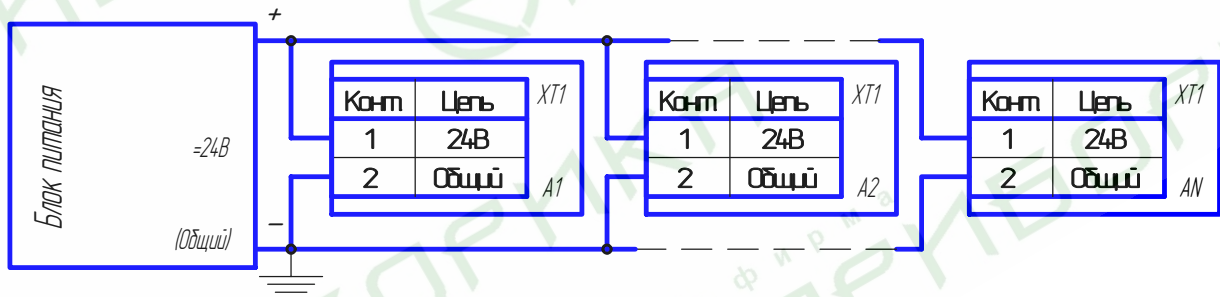 Блок питания
+
=24В
−
(Общий)
Конт. Цепь
1 24В
2 Общий
XT1
A1
Конт. Цепь
1 24В
2 Общий
XT1
A2
Конт. Цепь
1 24В
2 Общий
XT1
AN
фирма